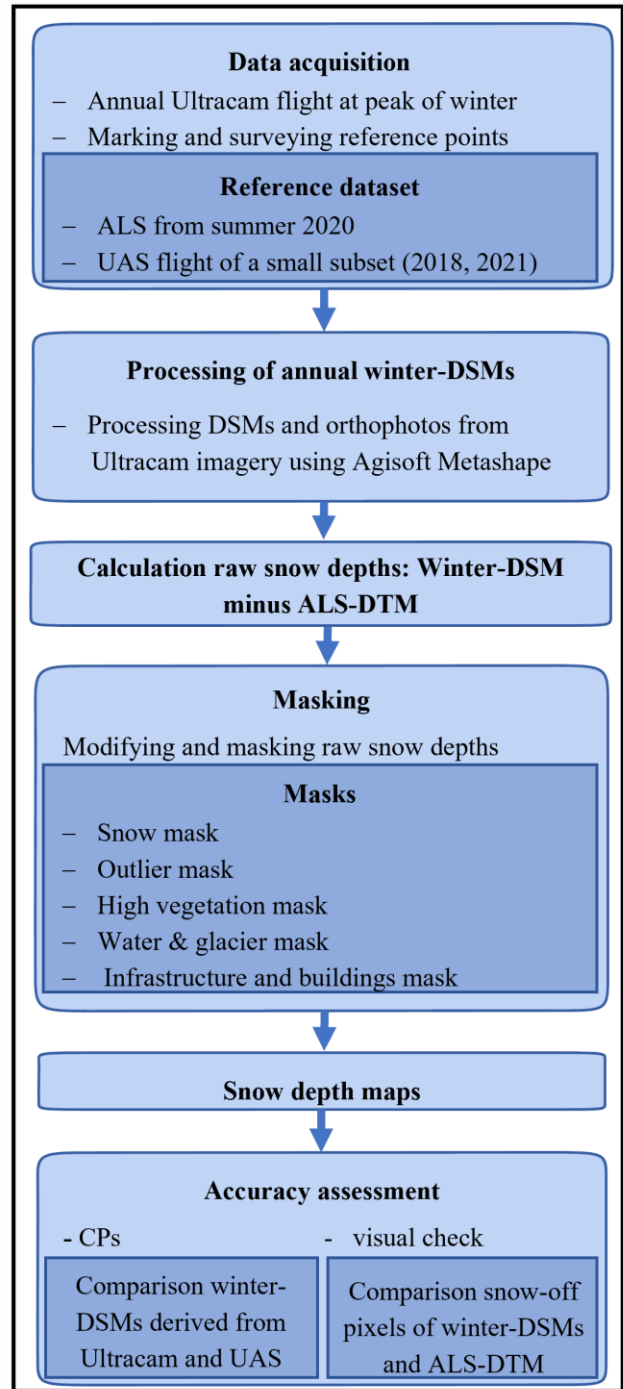 Data acquisition
– Annual Ultracam flight at peak of winter
– Marking and surveying reference points
Reference dataset
– ALS from summer 2020
– UAS flight of a small subset (2018, 2021)
Processing of annual winter-DSMs
– Processing DSMs and orthophotos from
Ultracam imagery using Agisoft Metashape
Calculation raw snow depths: Winter-DSM
minus ALS-DTM
Masking
Modifying and masking raw snow depths
Masks
– Snow mask
– Outlier mask
– High vegetation mask
– Water & glacier mask
– Infrastructure and buildings mask
Snow depth maps
Accuracy assessment
- CPs
- visual check
Comparison winter-
DSMs derived from
Ultracam and UAS
Comparison snow-off
pixels of winter-DSMs
and ALS-DTM